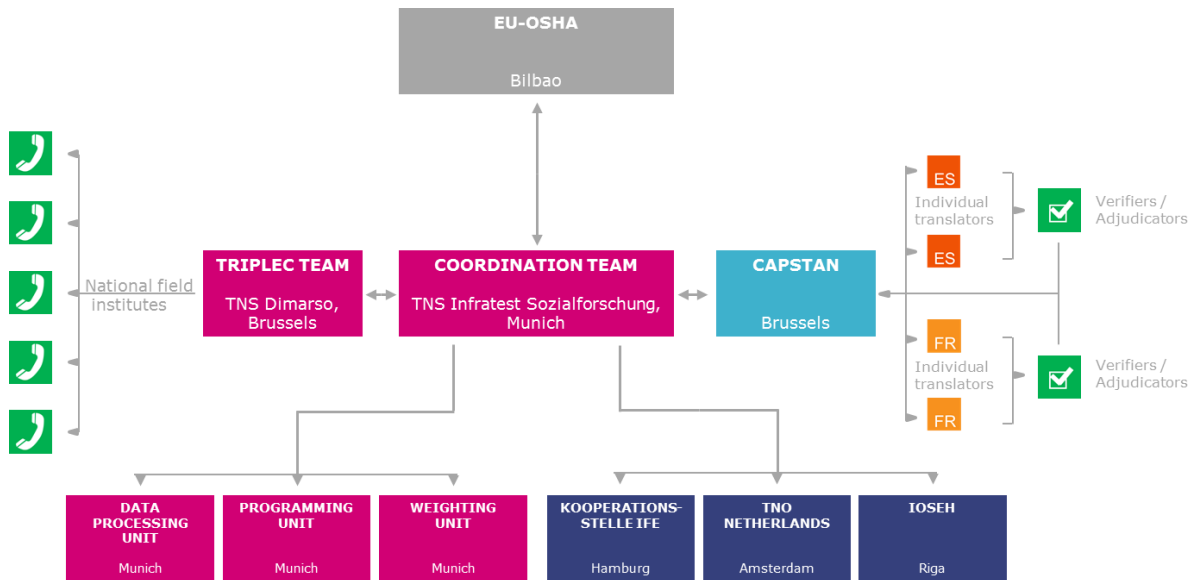 EU-OSHA
Bilbao
ES
Individual
translators
ES
Verifiers /
Adjudicators
National field
institutes
TRIPLEC TEAM
TNS Dimarso,
Brussels
COORDINATION TEAM
TNS Infratest Sozialforschung,
Munich
CAPSTAN
Brussels
FR
Individual
translators
FR
Verifiers /
Adjudicators
DATA
PROCESSING
UNIT
Munich
PROGRAMMING
UNIT
Munich
WEIGHTING
UNIT
Munich
KOOPERATIONS-
STELLE IFE
Hamburg
TNO
NETHERLANDS
Amsterdam
IOSEH
Riga